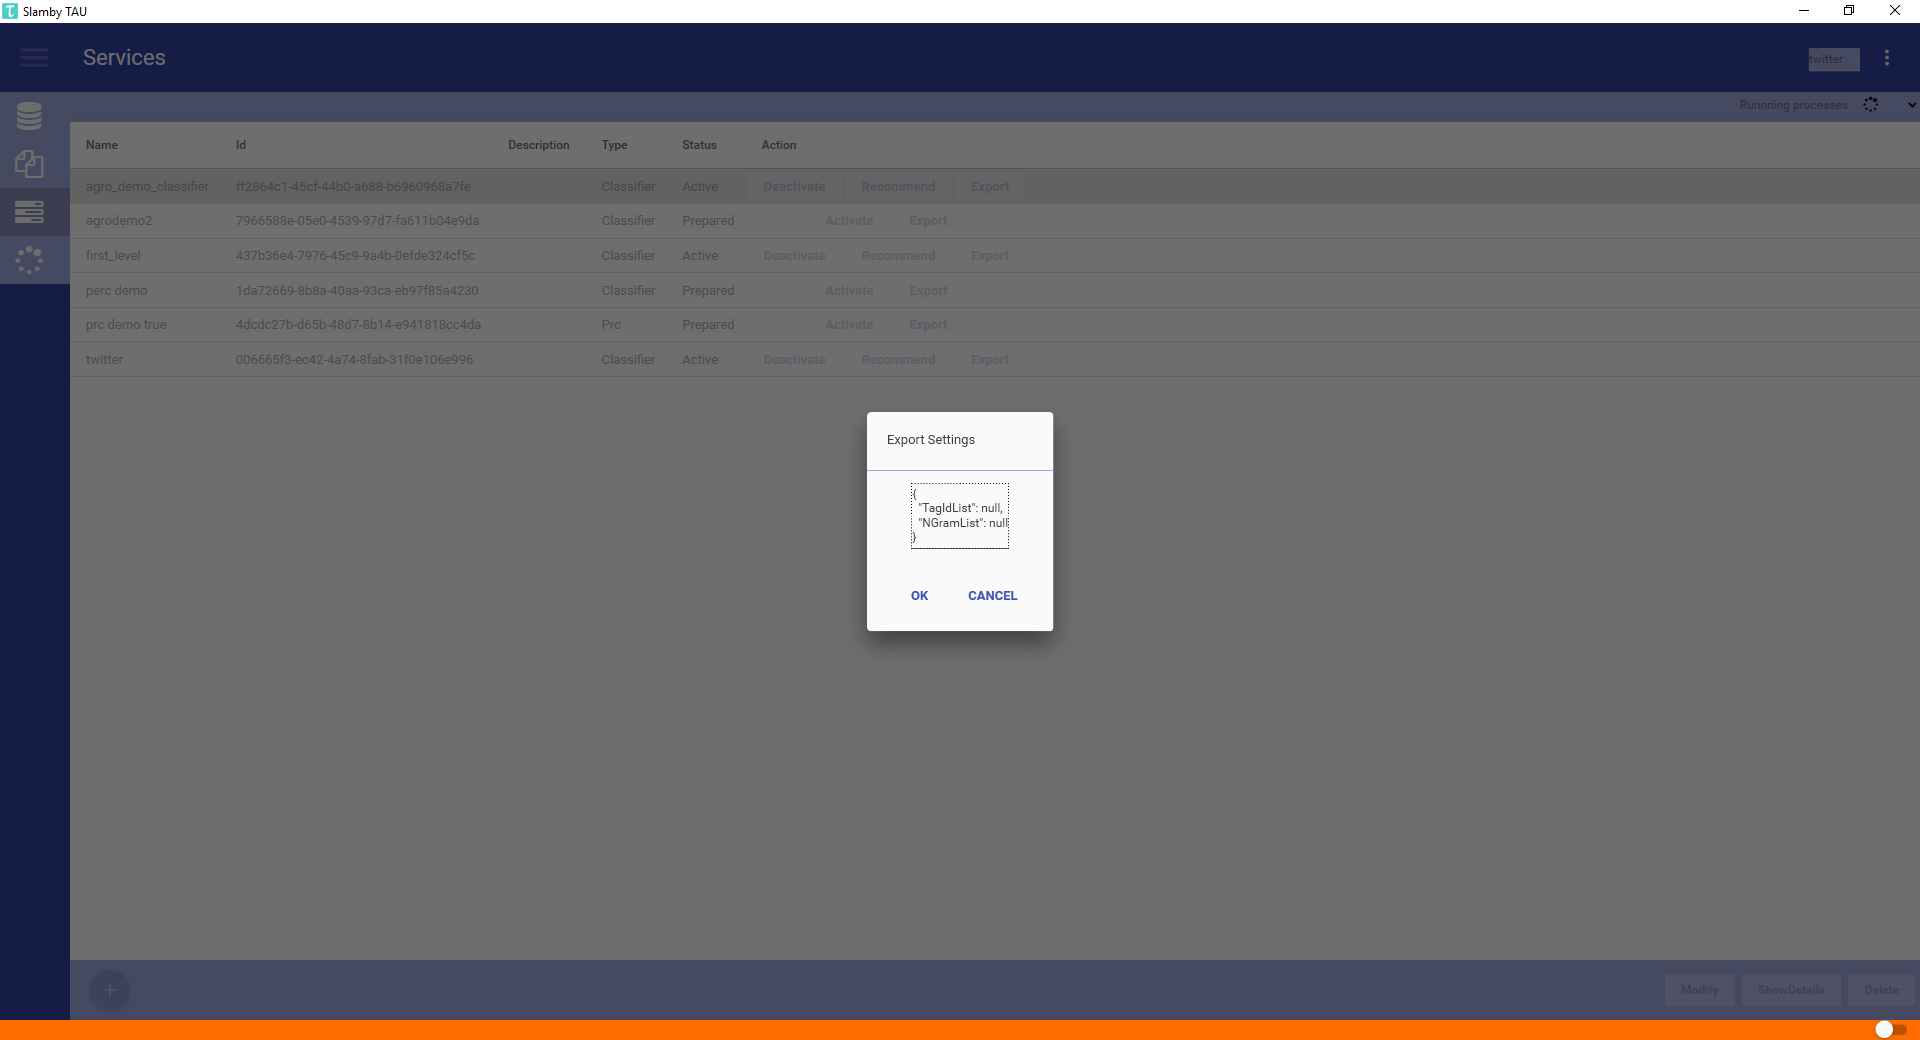 Slamby TAU
Services
twitter
Runnning processes
Name Id Description Type Status Action
agro_demo_classifier ff2864c1-45cf-44b0-a688-b6960968a7fe Classifier Active Deactivate Recommend Export
agrodemo2 7966588e-05e0-4539-97d7-fa611b04e9da Classifier Prepared Activate Export
first_level 437b36e4-7976-45c9-9a4b-0efde324cf5c Classifier Active Deactivate Recommend Export
perc demo 1da72669-8b8a-40aa-93ca-eb97f85a4230 Classifier Prepared Activate Export
prc demo true 4dcdc27b-d65b-48d7-8b14-e941818cc4da Prc Prepared Activate Export
twitter 006665f3-ec42-4a74-8fab-31f0e106e996 Classifier Active Deactivate Recommend Export
Export Settings
{
"TagIdList": null,
"NGramList": null
}
OK CANCEL
Modify ShowDetails Delete